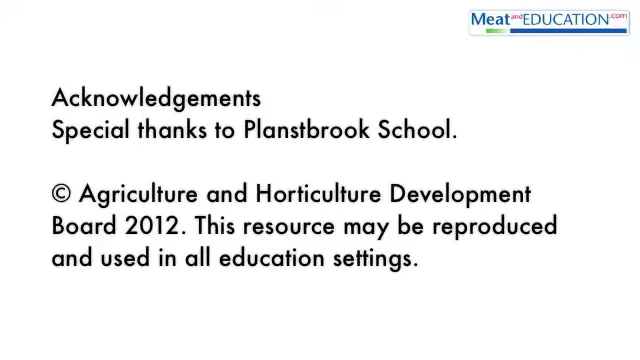 MeatandEDUCATION.com
Acknowledgements
Special thanks to Planstbrook School.
© Agriculture and Horticulture Development
Board 2012. This resource may be reproduced
and used in all education settings.